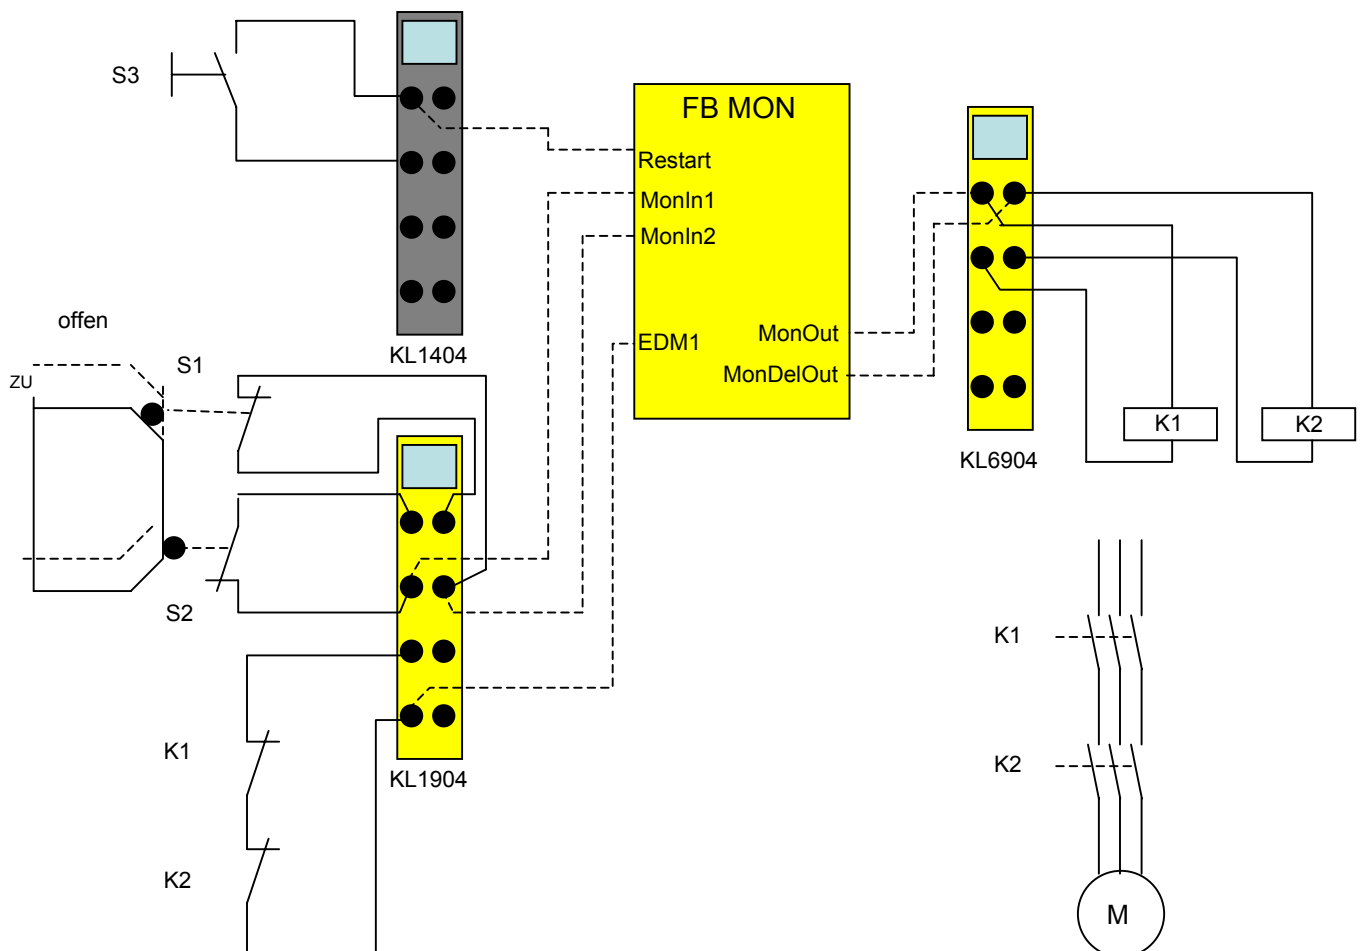 S3
FB MON
Restart
MonIn1
MonIn2
EDM1
MonOut
MonDelOut
KL1404
KL6904
K1
K2
offen
S1
ZU
S2
KL1904
K1
K2
K1
K2
M